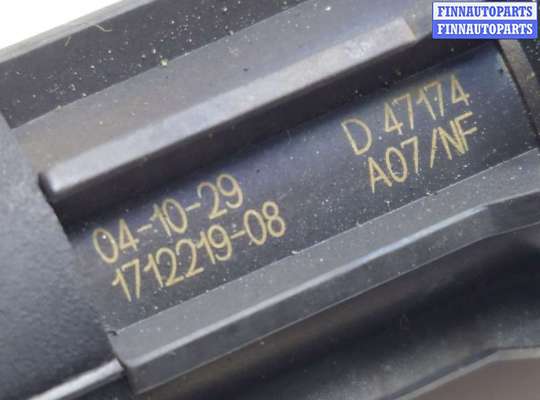 FINNAUTOPARTS
FINNAUTOPARTS
04-10-29
1712219-08
D 47174
A07/NF